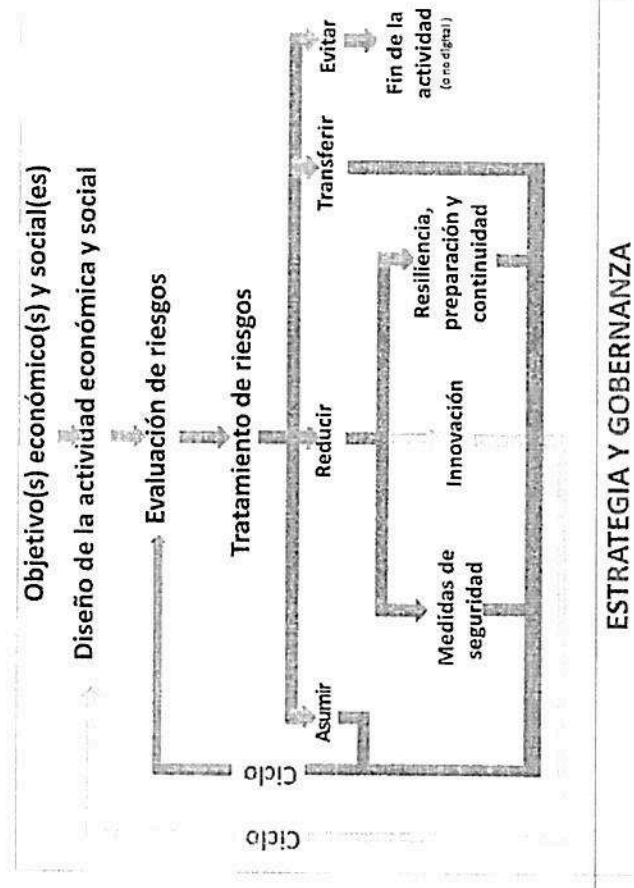 Objetivo(s) económico(s) y social(es)
Diseño de la actividad económica y social
Evaluación de riesgos
Tratamiento de riesgos
Asumir
Reducir
Transferir
Evitar
Medidas de
seguridad
Innovación
Resiliencia,
preparación y
continuidad
Fin de la
actividad
(o no digital)
Ciclo
Ciclo
ESTRATEGIA Y GOBERNANZA